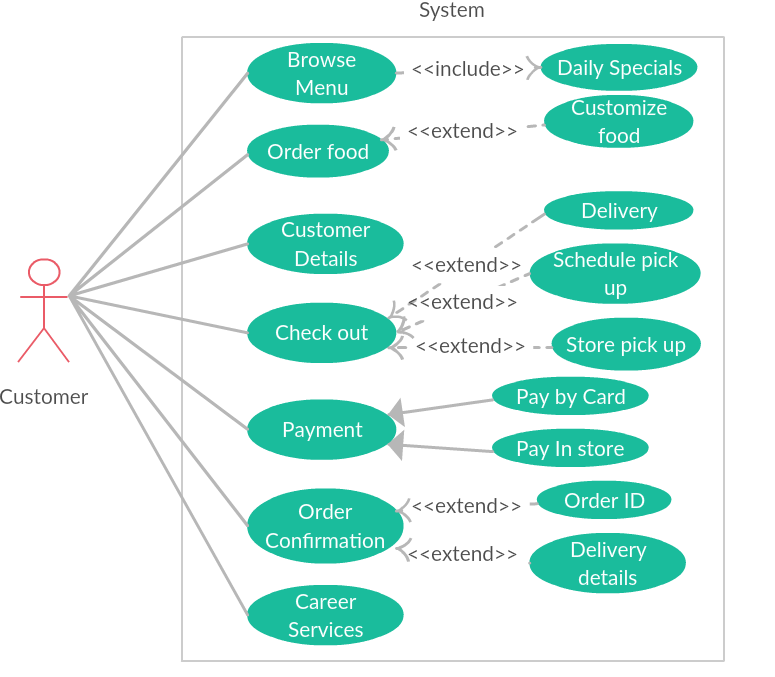 System
Browse
Menu
<<include>>
Daily Specials
Customize
food
<<extend>>
Order food
Delivery
Customer
Details
<<extend>>
Schedule pick
up
<<extend>>
Check out
<<extend>>
Store pick up
Customer
Pay by Card
Payment
Pay In store
Order
Confirmation
<<extend>>
Order ID
<<extend>>
Delivery
details
Career
Services